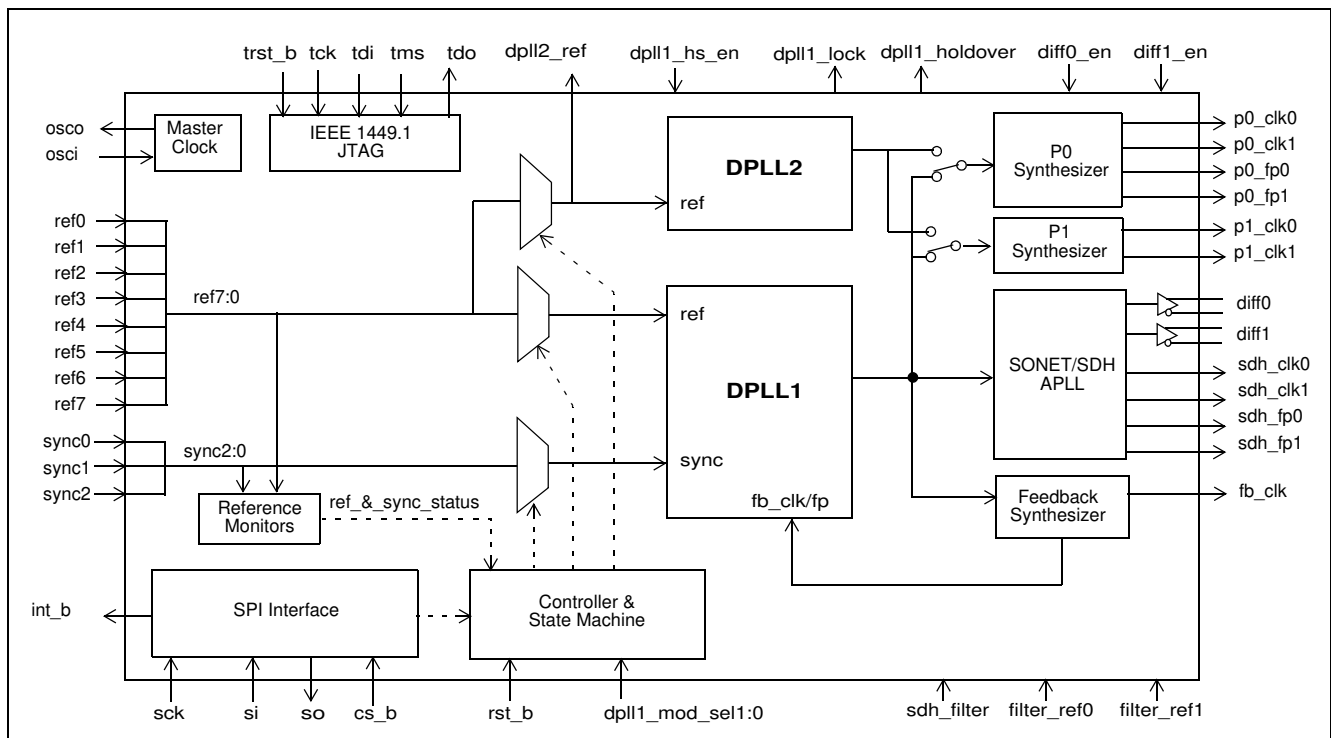 trst_b tck tdi tms tdo dpll2_ref dpll1_hs_en dpll1_lock dpll1_holdover diff0_en diff1_en
osco
osci
Master
Clock
IEEE 1449.1
JTAG
ref0
ref1
ref2
ref3
ref4
ref5
ref6
ref7
ref7:0
sync0
sync1
sync2
sync2:0
Reference
Monitors
ref_&_sync_status
DPLL2
ref
DPLL1
ref
sync
fb_clk/fp
P0
Synthesizer
P1
Synthesizer
SONET/SDH
APLL
Feedback
Synthesizer
p0_clk0
p0_clk1
p0_fp0
p0_fp1
p1_clk0
p1_clk1
diff0
diff1
sdh_clk0
sdh_clk1
sdh_fp0
sdh_fp1
fb_clk
int_b
SPI Interface
Controller &
State Machine
sck si so cs_b rst_b dpll1_mod_sel1:0 sdh_filter filter_ref0 filter_ref1